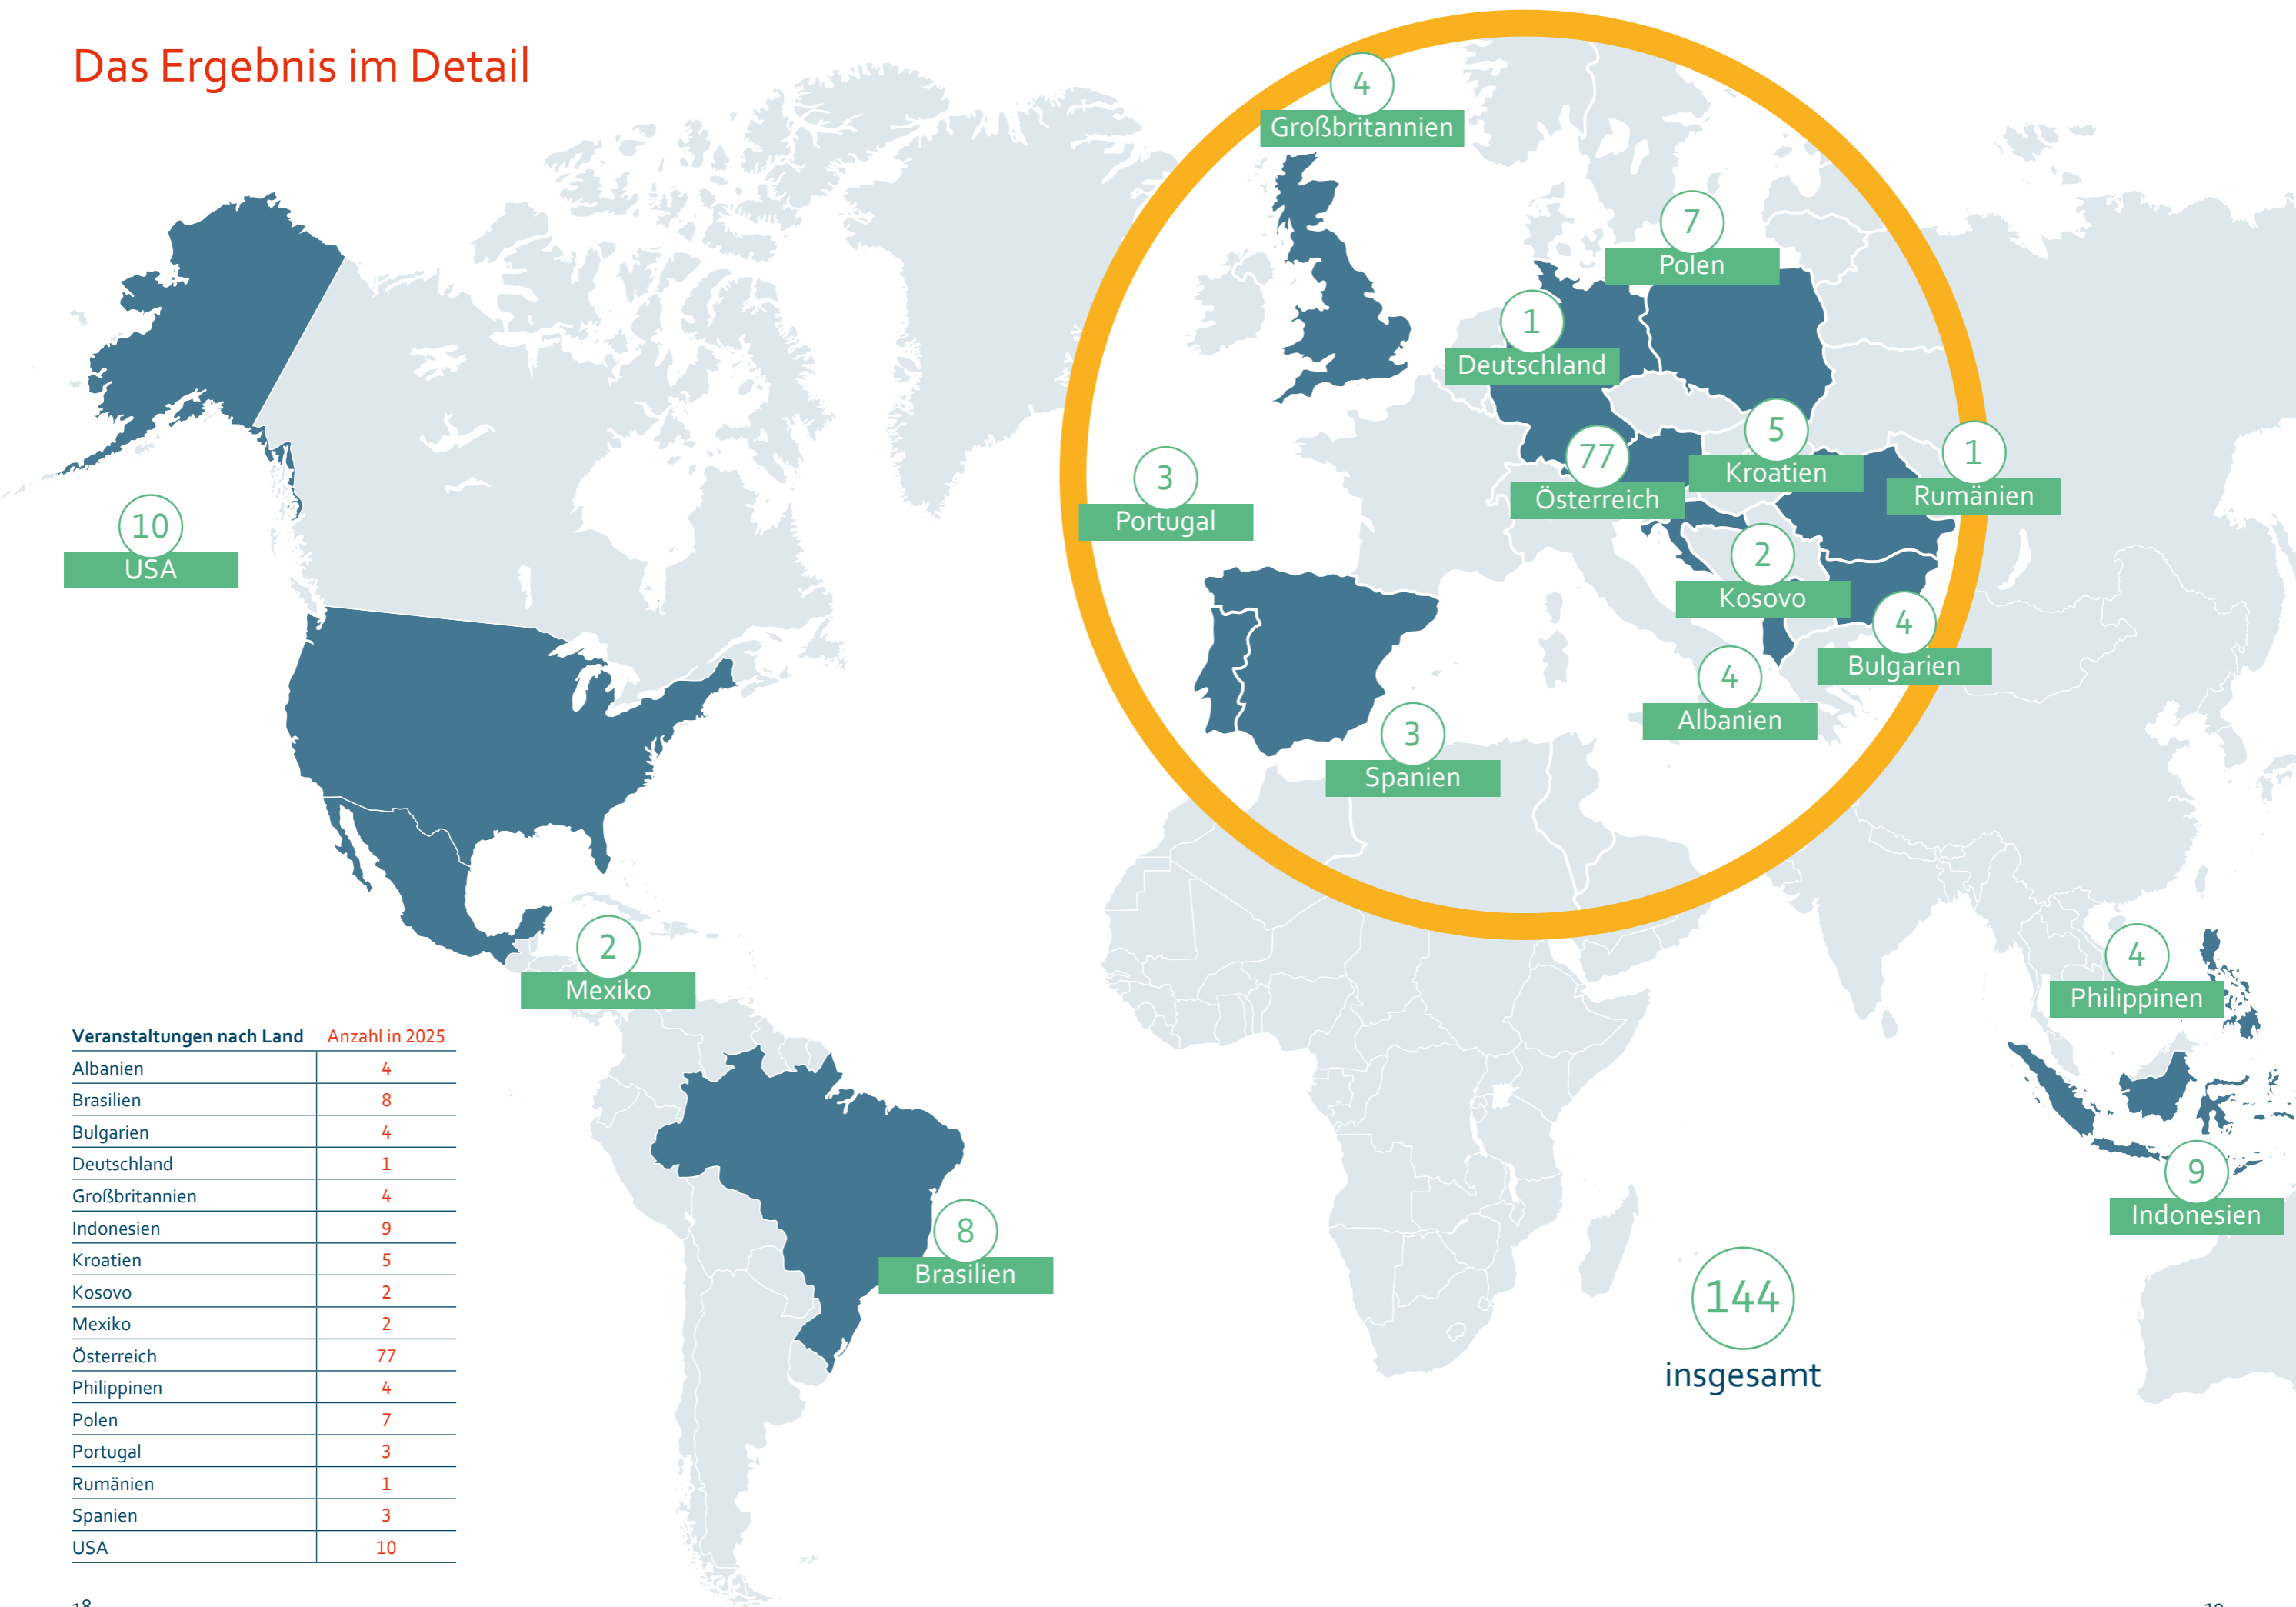 Das Ergebnis im Detail
4
Großbritannien
7
Polen
1
Deutschland
5
Kroatien
77
Österreich
1
Rumänien
3
Portugal
10
USA
2
Kosovo
4
Bulgarien
4
Albanien
3
Spanien
2
Mexiko
4
Philippinen
9
Indonesien
8
Brasilien
144
insgesamt
Veranstaltungen nach Land Anzahl in 2025
Albanien 4
Brasilien 8
Bulgarien 4
Deutschland 1
Großbritannien 4
Indonesien 9
Kroatien 5
Kosovo 2
Mexiko 2
Österreich 77
Philippinen 4
Polen 7
Portugal 3
Rumänien 1
Spanien 3
USA 10
18
19